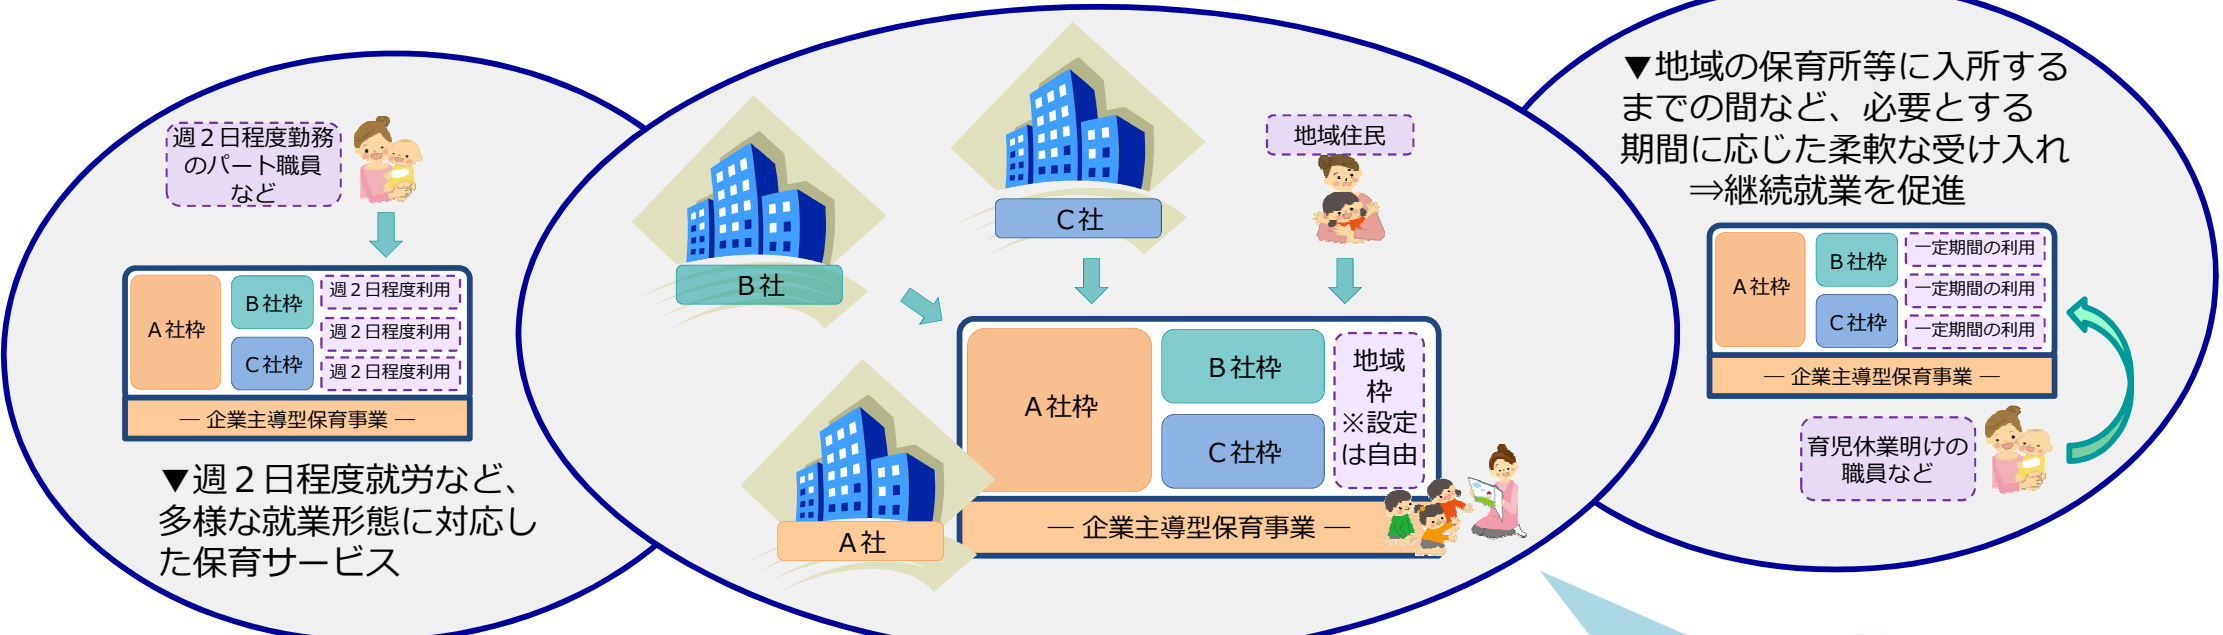 週２日程度勤務
のパート職員
など
Ａ社枠
Ｂ社枠
Ｃ社枠
週２日程度利用
週２日程度利用
週２日程度利用
― 企業主導型保育事業 ―
▼週２日程度就労など、
多様な就業形態に対応し
た保育サービス
Ｂ社
Ｃ社
地域住民
Ａ社
Ａ社枠
Ｂ社枠
Ｃ社枠
地域
枠
※設定
は自由
― 企業主導型保育事業 ―
▼地域の保育所等に入所する
までの間など、必要とする
期間に応じた柔軟な受け入れ
⇒継続就業を促進
Ａ社枠
Ｂ社枠
Ｃ社枠
一定期間の利用
一定期間の利用
一定期間の利用
― 企業主導型保育事業 ―
育児休業明けの
職員など